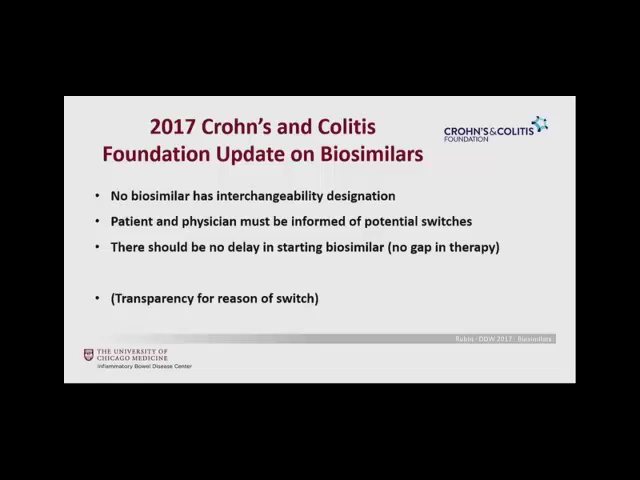 2017 Crohn's and Colitis
Foundation Update on Biosimilars
CROHN'S & COLITIS
FOUNDATION
• No biosimilar has interchangeability designation
• Patient and physician must be informed of potential switches
• There should be no delay in starting biosimilar (no gap in therapy)
• (Transparency for reason of switch)
Rubin - DDW 2017 - Biosimilars
THE UNIVERSITY OF
CHICAGO MEDICINE
Inflammatory Bowel Disease Center